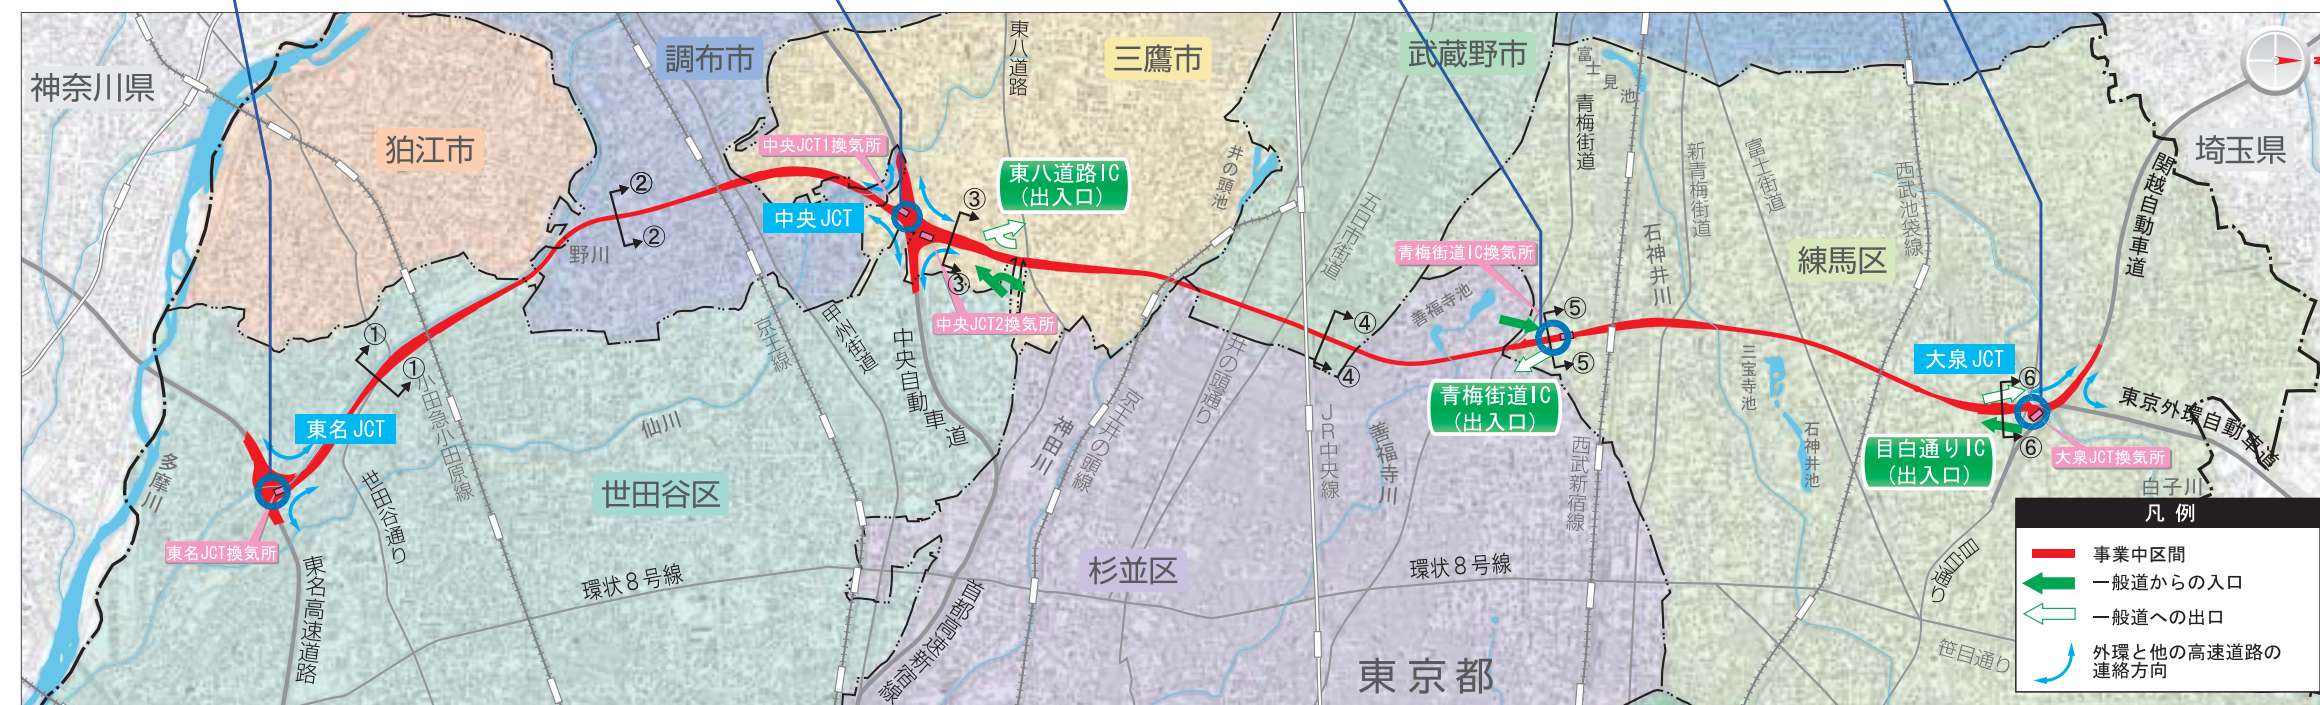 神奈川県
狛江市
調布市
三鷹市
武蔵野市
埼玉県
練馬区
世田谷区
杉並区
東京都
東八道路
富士見池
青梅街道
新青梅街道
富士街道
西武池袋線
関越自動車道
中央JCT1換気所
東八道路IC
(出入口)
井の頭池
中央JCT
②
②
③
③
野川
五日市街道
青梅街道IC換気所
石神井川
善福寺池
中央JCT2換気所
甲州街道
京王線
中央自動車道
①
①
④
④
⑤
⑤
青梅街道IC
(出入口)
三宝寺池
石神井池
大泉JCT
⑥
⑥
東京外環自動車道
目白通りIC
(出入口)
大泉JCT換気所
白子川
東名JCT
小田急小田原線
仙川
多摩川
世田谷通り
東名JCT換気所
東名高速道路
環状8号線
首都高速新宿線
神田川
京王井の頭線
井の頭通り
JR中央線
善福寺川
西武新宿線
環状8号線
目白通り
笹目通り
凡例
事業中区間
一般道からの入口
一般道への出口
外環と他の高速道路の
連絡方向